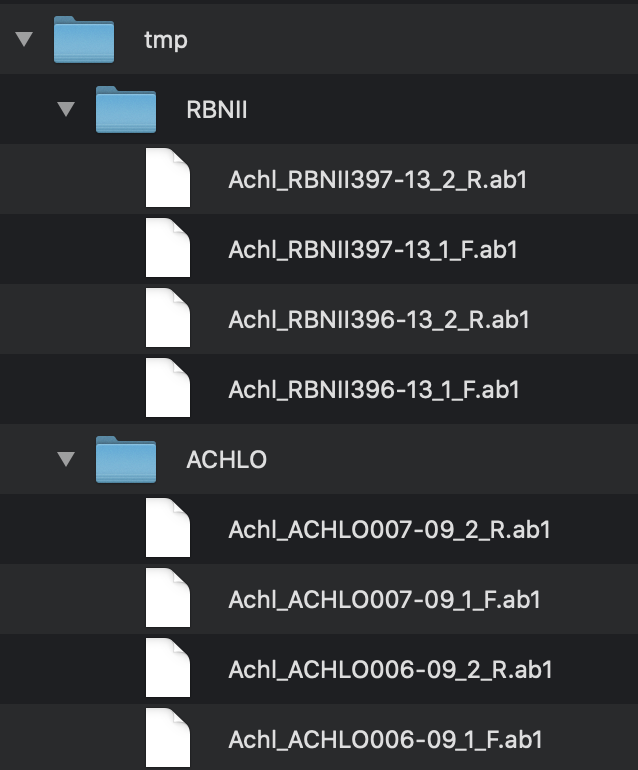 tmp
RBNII
Achl_RBNII397-13_2_R.ab1
Achl_RBNII397-13_1_F.ab1
Achl_RBNII396-13_2_R.ab1
Achl_RBNII396-13_1_F.ab1
ACHLO
Achl_ACHLO007-09_2_R.ab1
Achl_ACHLO007-09_1_F.ab1
Achl_ACHLO006-09_2_R.ab1
Achl_ACHLO006-09_1_F.ab1